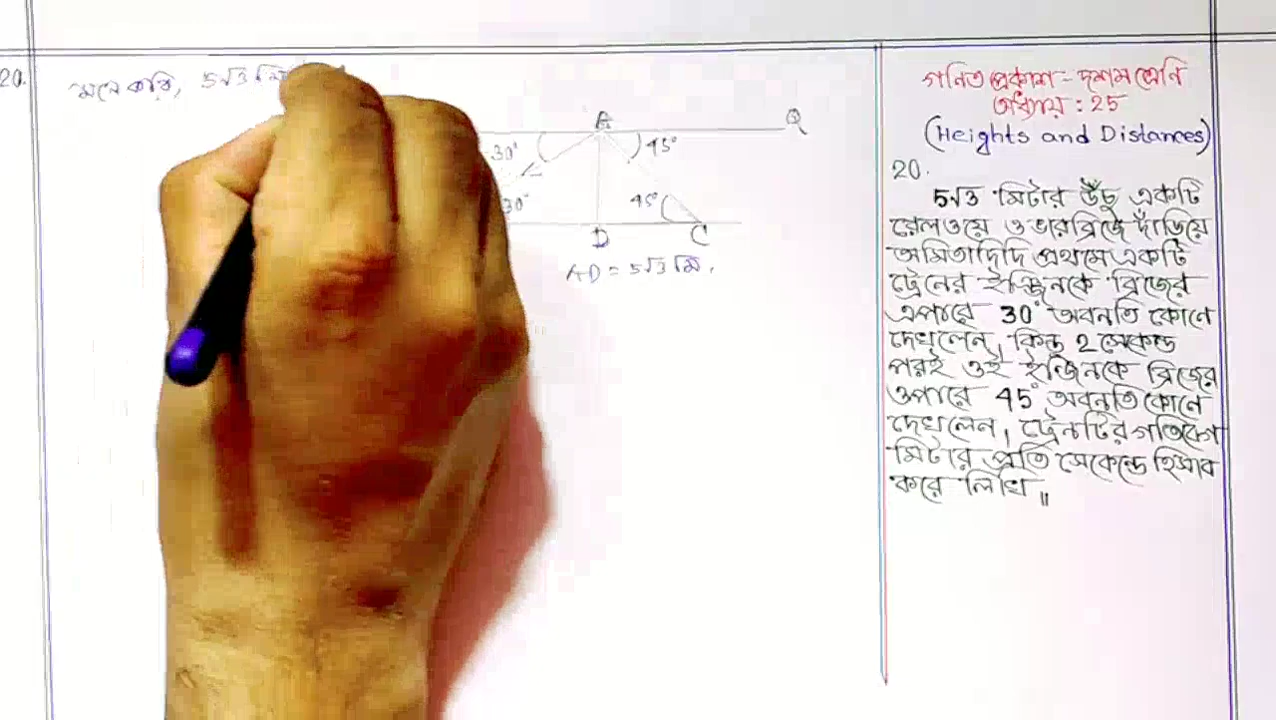 20.
মনে করি, 5√3 মি
A
Q
30°
45°
30°
45°
D
C
AD = 5√3 মি.
গনিত প্রকাশ - দশম শ্রেনি
অধ্যায় : 25
(Heights and Distances)
20.
5√3 মিটার উঁচু একটি
রেলওয়ে ওভারব্রিজে দাঁড়িয়ে
অমিতাদিদি প্রথমে একটি
ট্রেনের ইঞ্জিনকে ব্রিজের
এপারে 30° অবনতি কোনে
দেখলেন। কিন্তু 2 সেকেন্ড
পরই ওই ইন্জিনকে ব্রিজের
ওপারে 45° অবনতি কোনে
দেখলেন। ট্রেনটির গতিবেগ
মিটার প্রতি সেকেন্ডে হিসাব
করে লিখি॥